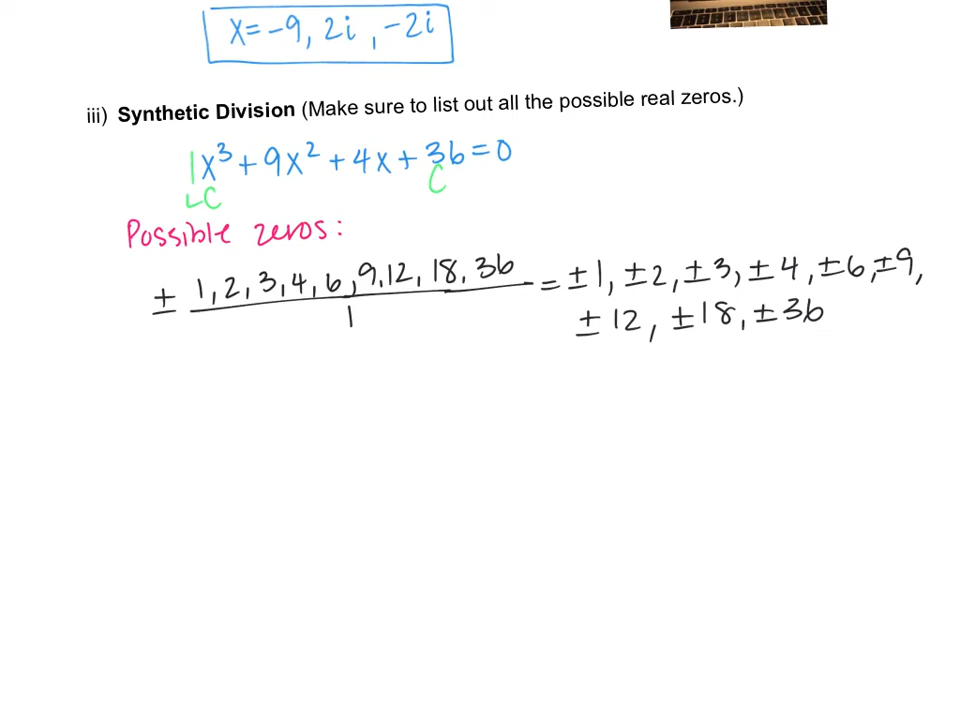 x=-9, 2i, -2i
iii) Synthetic Division (Make sure to list out all the possible real zeros.)
1x³+9x²+4x+36=0
LC C
Possible zeros:
± 1,2,3,4,6,9,12,18,36 / 1 = ±1, ±2, ±3, ±4, ±6, ±9,
±12, ±18, ±36